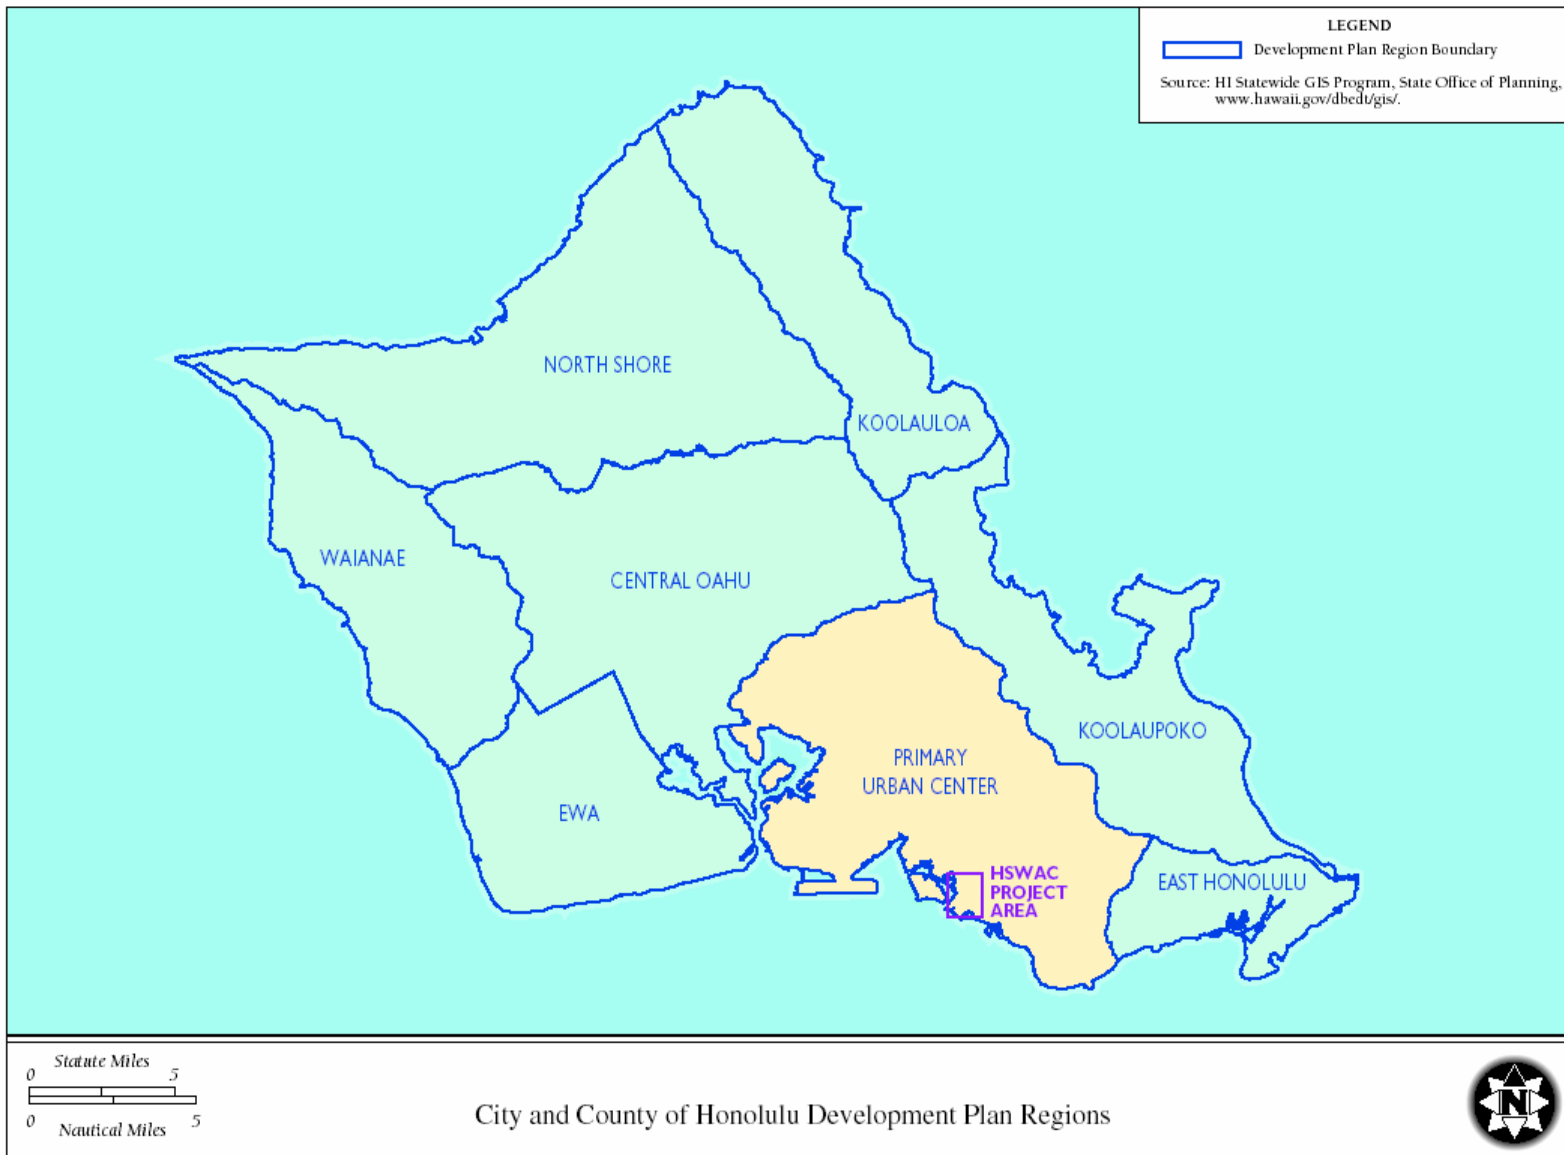 LEGEND
Development Plan Region Boundary
Source: HI Statewide GIS Program, State Office of Planning,
www.hawaii.gov/dbedt/gis/.
NORTH SHORE
KOOLAULOA
WAIANAE
CENTRAL OAHU
KOOLAUPOKO
PRIMARY
URBAN CENTER
EWA
HSWAC
PROJECT
AREA
EAST HONOLULU
Statute Miles
0 5
0 5
Nautical Miles
City and County of Honolulu Development Plan Regions
N